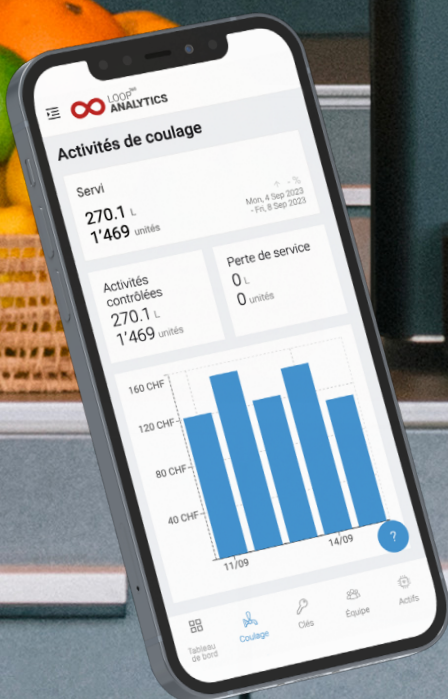 LOOP
ANALYTICS
Activités de coulage
Servi
270.1 L
1'469 unités
- %
Mon, 4 Sep 2023
- Fri, 8 Sep 2023
Activités
contrôlées
270.1 L
1'469 unités
Perte de service
0 L
0 unités
160 CHF
120 CHF
80 CHF
40 CHF
11/09
14/09
?
Tableau
de bord
Coulage
Clés
Équipe
Actifs